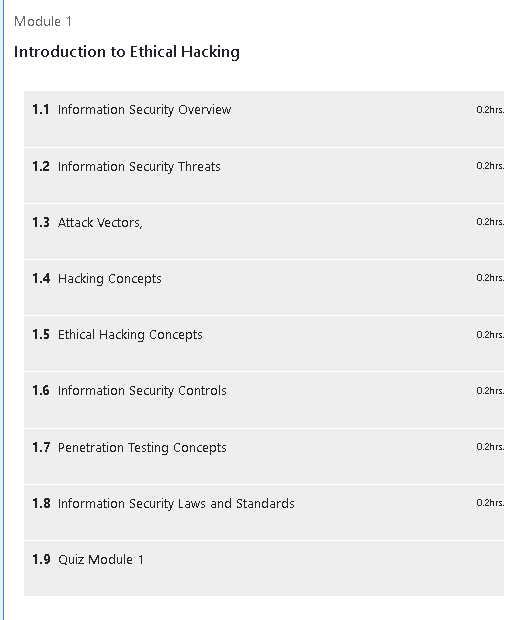 Module 1
Introduction to Ethical Hacking
1.1 Information Security Overview 0.2hrs.
1.2 Information Security Threats 0.2hrs.
1.3 Attack Vectors, 0.2hrs.
1.4 Hacking Concepts 0.2hrs.
1.5 Ethical Hacking Concepts 0.2hrs.
1.6 Information Security Controls 0.2hrs.
1.7 Penetration Testing Concepts 0.2hrs.
1.8 Information Security Laws and Standards 0.2hrs.
1.9 Quiz Module 1